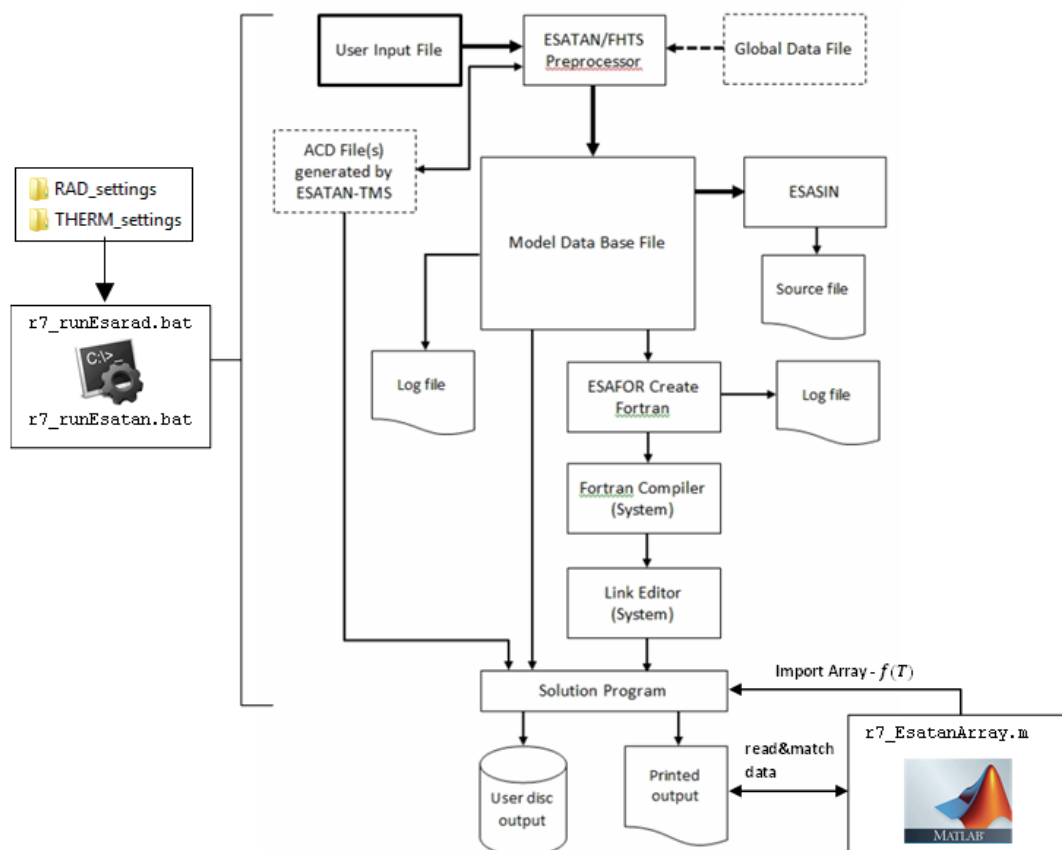 User Input File
ESATAN/FHTS
Preprocessor
Global Data File
ACD File(s)
generated by
ESATAN-TMS
RAD_settings
THERM_settings
Model Data Base File
ESASIN
Source file
r7_runEsarad.bat
C:\>_
r7_runEsatan.bat
Log file
ESAFOR Create
Fortran
Log file
Fortran Compiler
(System)
Link Editor
(System)
Import Array - f(T)
Solution Program
r7_EsatanArray.m
read&match
data
User disc
output
Printed
output
MATLAB